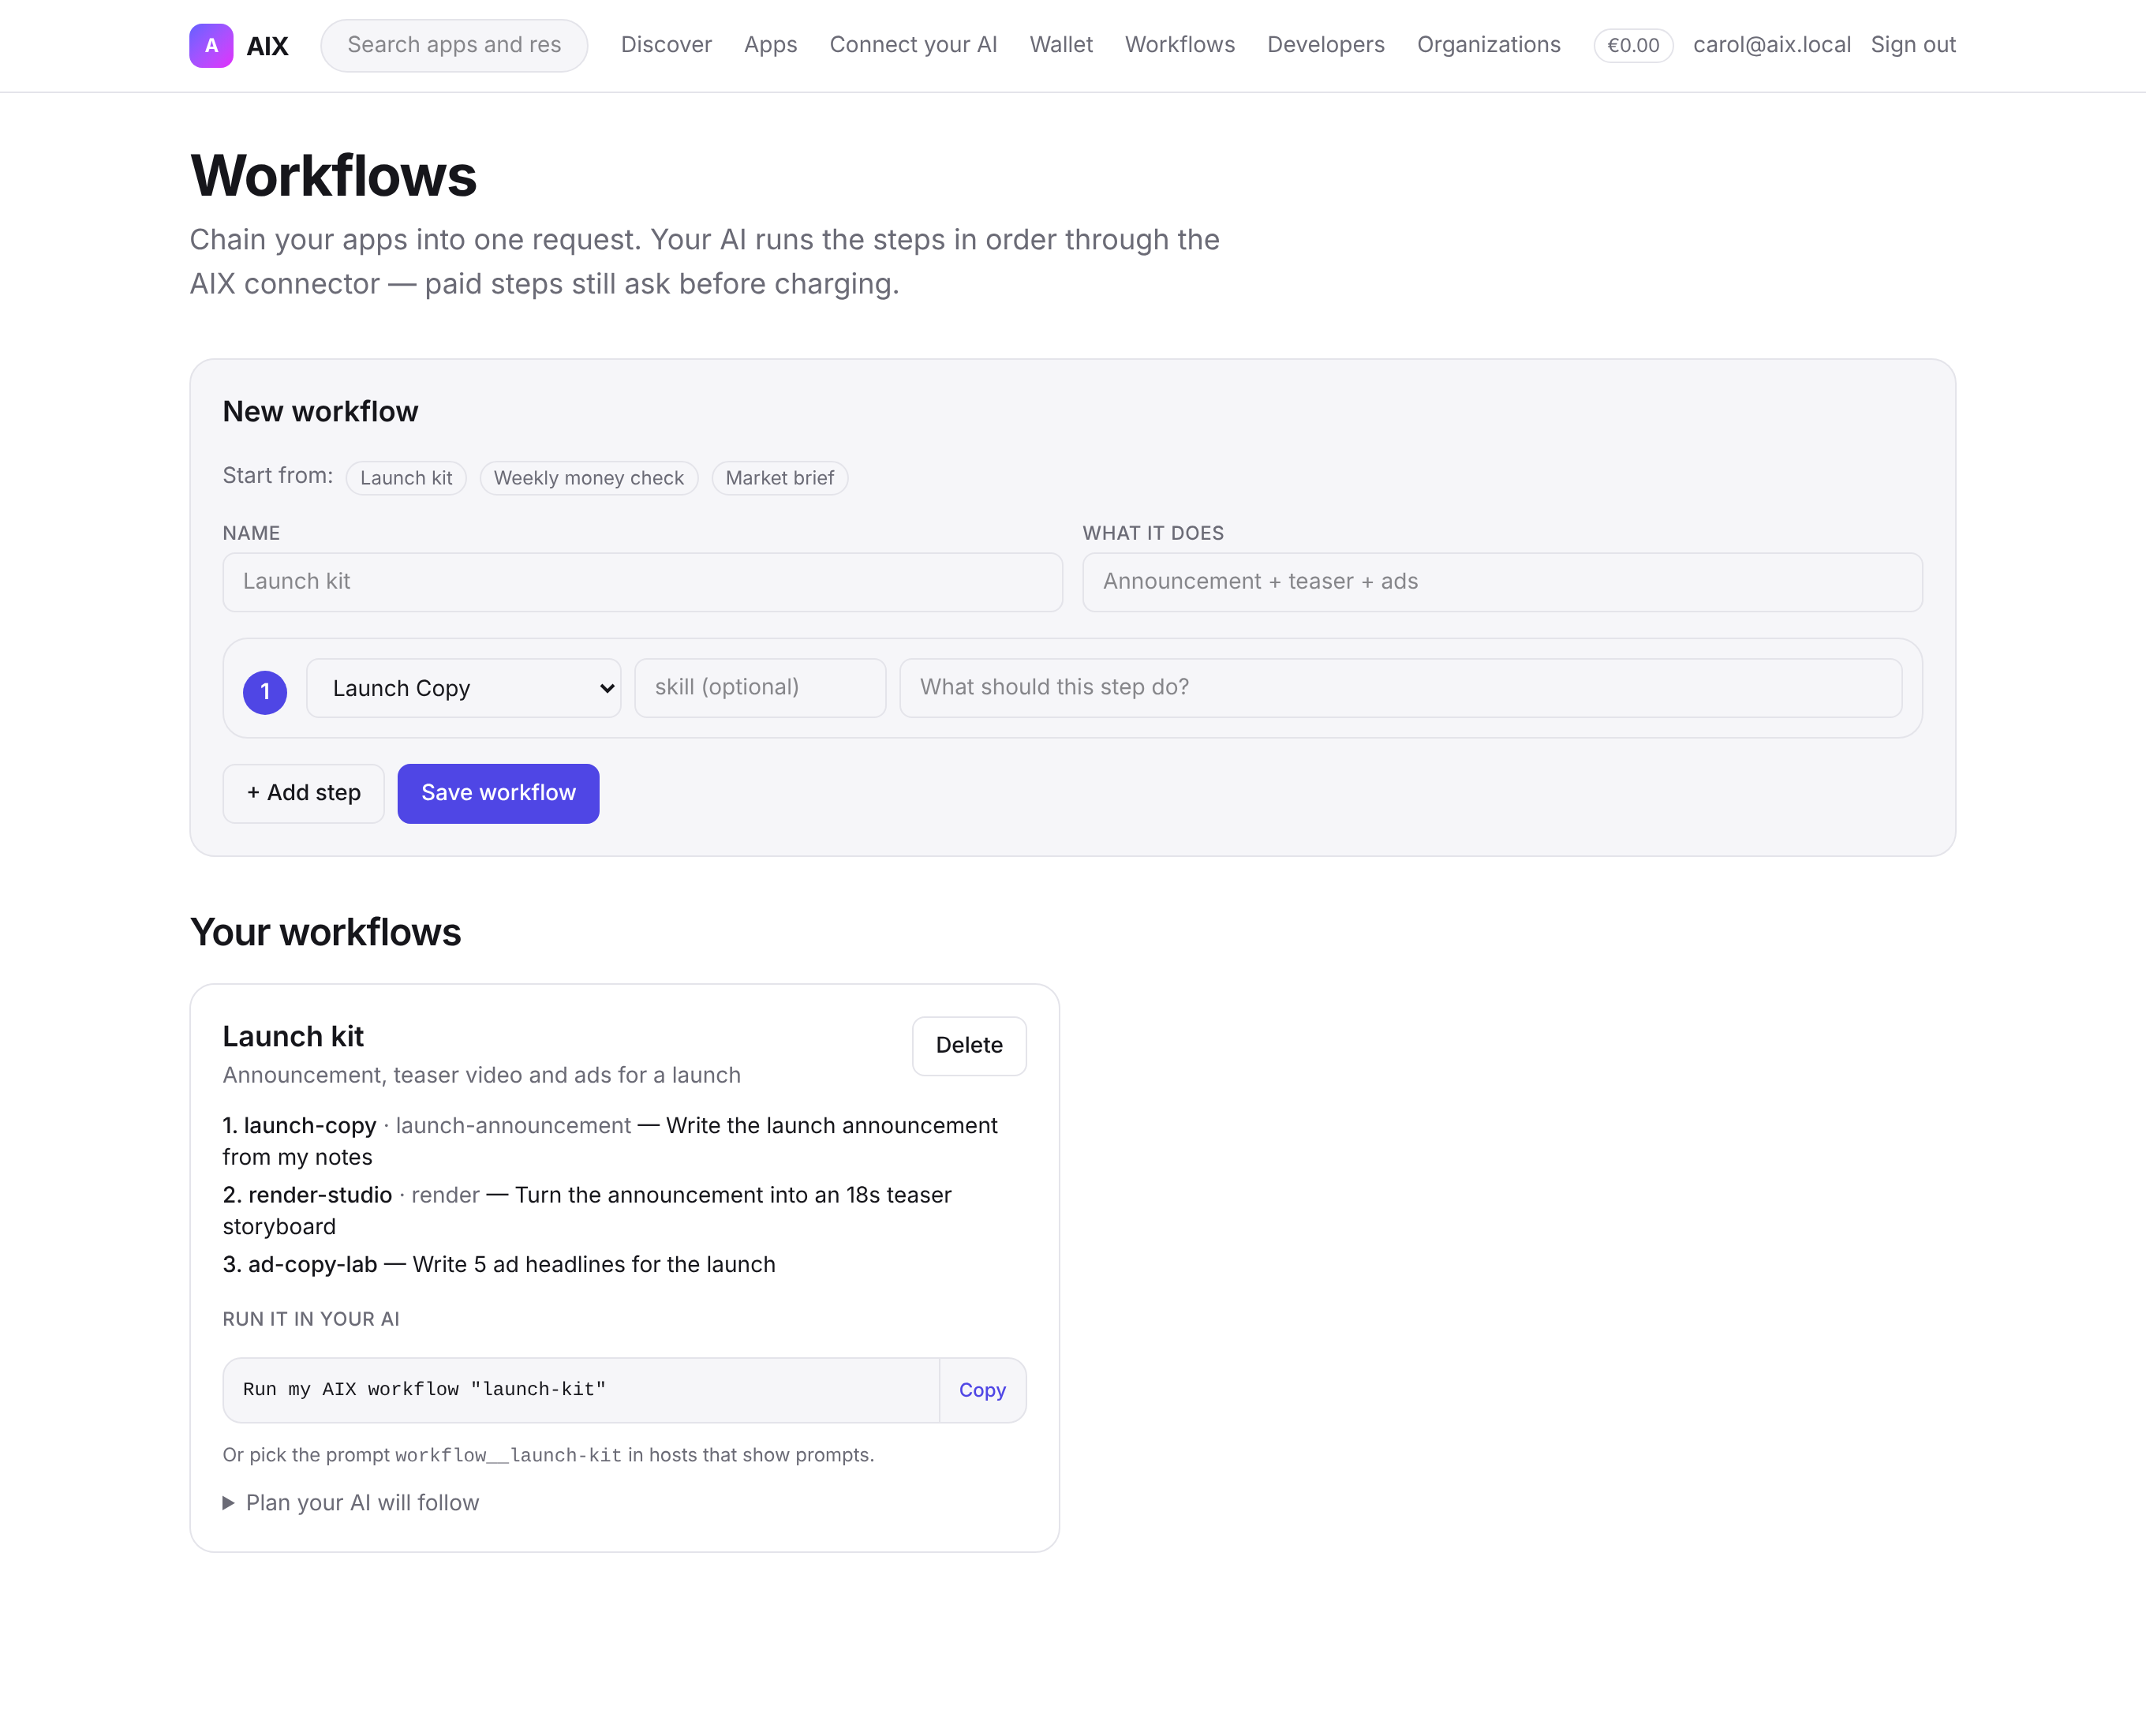 A AIX Search apps and res Discover Apps Connect your AI Wallet Workflows Developers Organizations €0.00 carol@aix.local Sign out
Workflows
Chain your apps into one request. Your AI runs the steps in order through the
AIX connector — paid steps still ask before charging.
New workflow
Start from: Launch kit Weekly money check Market brief
NAME WHAT IT DOES
Launch kit Announcement + teaser + ads
1 Launch Copy skill (optional) What should this step do?
+ Add step Save workflow
Your workflows
Launch kit Delete
Announcement, teaser video and ads for a launch
1. launch-copy · launch-announcement — Write the launch announcement
from my notes
2. render-studio · render — Turn the announcement into an 18s teaser
storyboard
3. ad-copy-lab — Write 5 ad headlines for the launch
RUN IT IN YOUR AI
Run my AIX workflow "launch-kit" Copy
Or pick the prompt workflow__launch-kit in hosts that show prompts.
▶ Plan your AI will follow